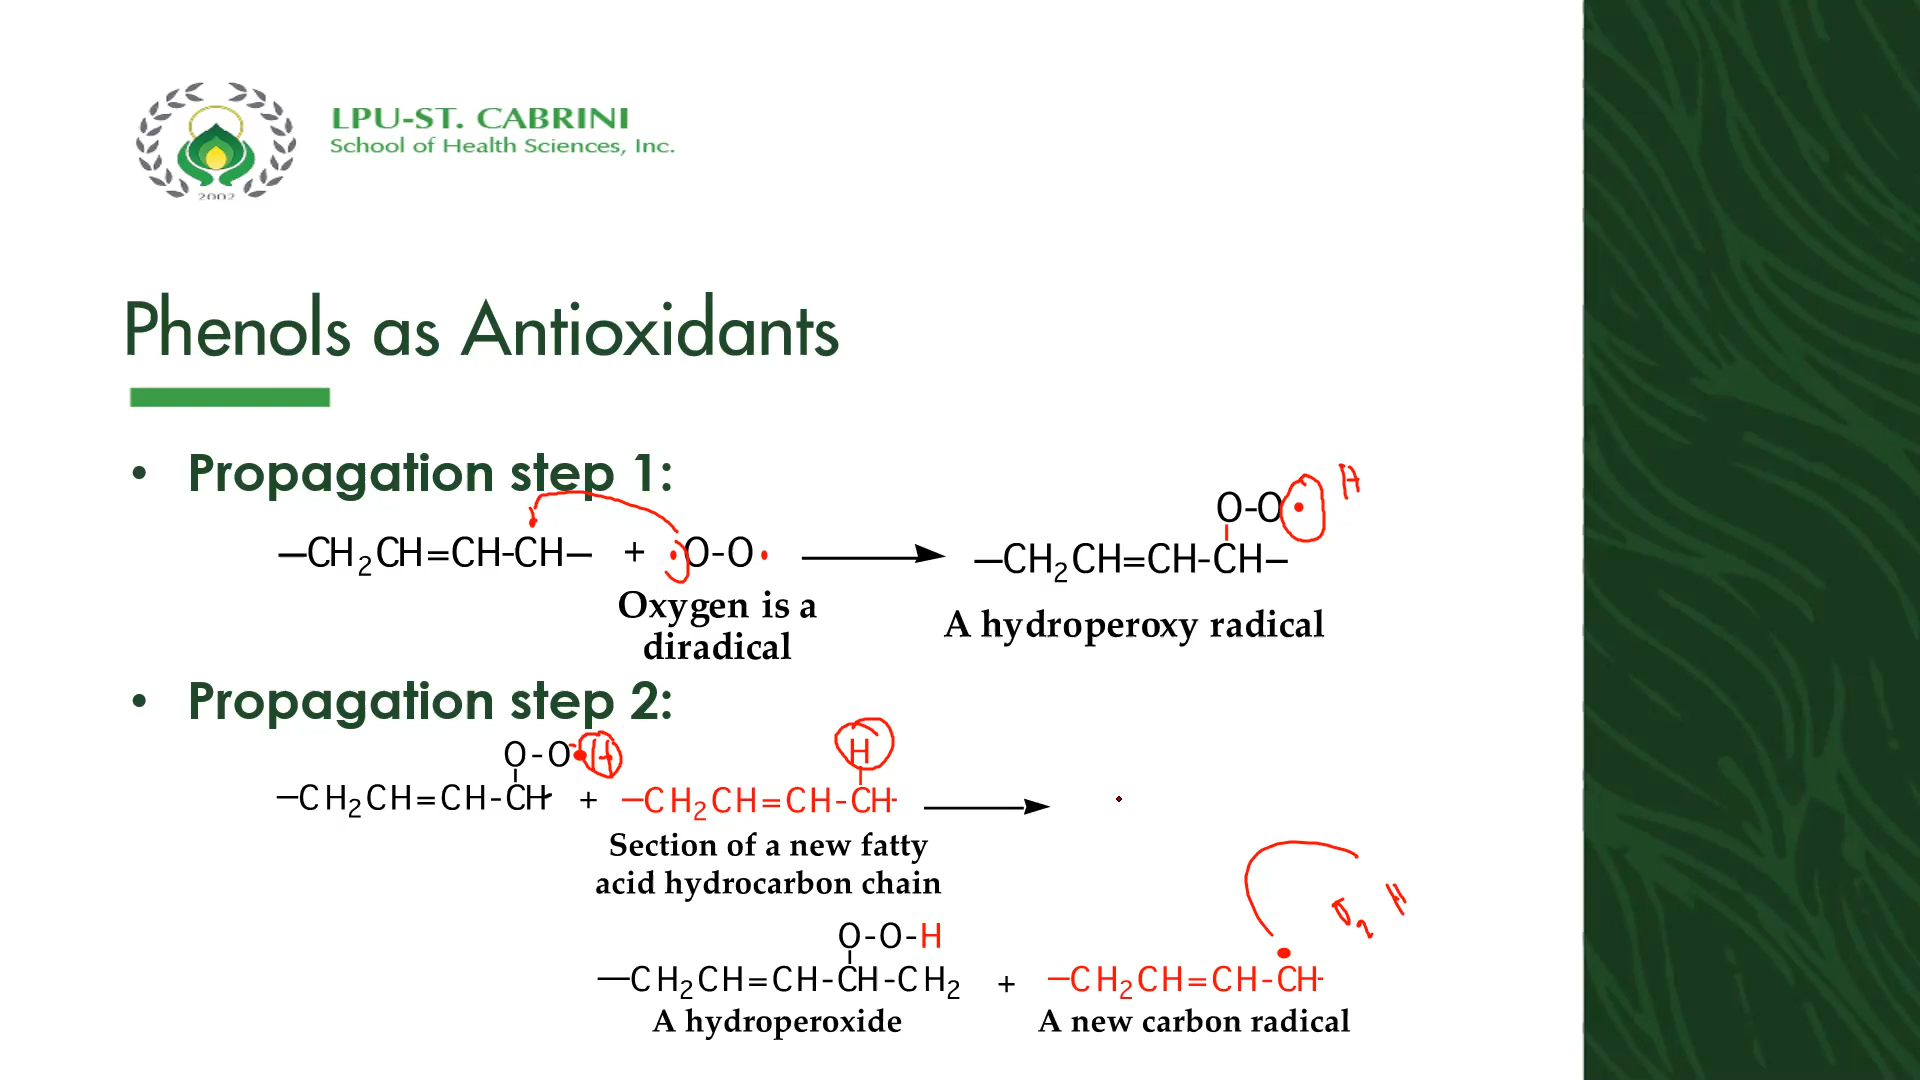 LPU-ST. CABRINI
School of Health Sciences, Inc.
2002
Phenols as Antioxidants
• Propagation step 1:
H
O-O•
—CH₂CH=CH-CH— + •O-O• → —CH₂CH=CH-CH—
Oxygen is a
diradical
A hydroperoxy radical
• Propagation step 2:
O-O• H
H
—CH₂CH=CH-CH- + —CH₂CH=CH-CH- →
Section of a new fatty
acid hydrocarbon chain
O₂ H
O-O-H
—CH₂CH=CH-CH-CH₂ + —CH₂CH=CH-CH-
A hydroperoxide
A new carbon radical